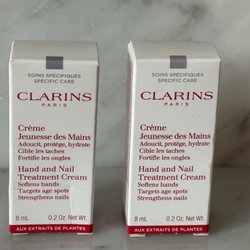 SOINS SPÉCIFIQUES
SPECIFIC CARE
CLARINS
PARIS
Crème
Jeunesse des Mains
Adoucit, protège, hydrate
Cible les taches
Fortifie les ongles
Hand and Nail
Treatment Cream
Softens hands
Targets age spots
Strengthens nails
8 mL 0.2 Oz. Net Wt.
AUX EXTRAITS DE PLANTES
SOINS SPÉCIFIQUES
SPECIFIC CARE
CLARINS
PARIS
Crème
Jeunesse des Mains
Adoucit, protège, hydrate
Cible les taches
Fortifie les ongles
Hand and Nail
Treatment Cream
Softens hands
Targets age spots
Strengthens nails
8 mL 0.2 Oz. Net Wt.
AUX EXTRAITS DE PLANTES